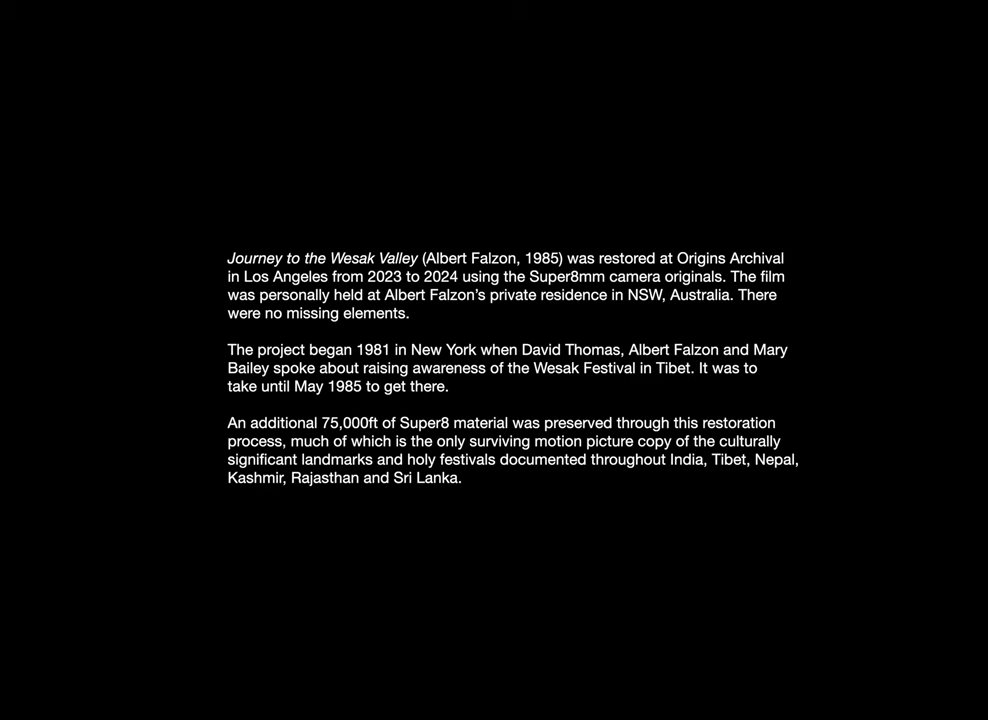 Journey to the Wesak Valley (Albert Falzon, 1985) was restored at Origins Archival
in Los Angeles from 2023 to 2024 using the Super8mm camera originals. The film
was personally held at Albert Falzon’s private residence in NSW, Australia. There
were no missing elements.
The project began 1981 in New York when David Thomas, Albert Falzon and Mary
Bailey spoke about raising awareness of the Wesak Festival in Tibet. It was to
take until May 1985 to get there.
An additional 75,000ft of Super8 material was preserved through this restoration
process, much of which is the only surviving motion picture copy of the culturally
significant landmarks and holy festivals documented throughout India, Tibet, Nepal,
Kashmir, Rajasthan and Sri Lanka.